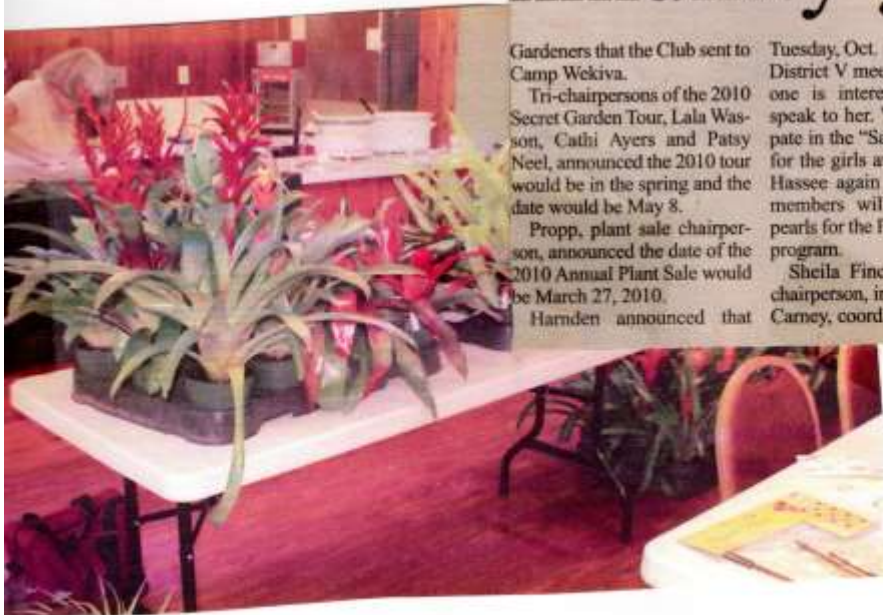 Gardeners that the Club sent to
Camp Wekiva.
Tri-chairpersons of the 2010
Secret Garden Tour, Lala Was-
son, Cathi Ayers and Patsy
Neel, announced the 2010 tour
would be in the spring and the
date would be May 8.
Propp, plant sale chairper-
son, announced the date of the
2010 Annual Plant Sale would
be March 27, 2010.
Harnden announced that
Tuesday, Oct.
District V mee
one is intere
speak to her.
pate in the “Sa
for the girls a
Hassee again
members wil
pearls for the
program.
Sheila Finc
chairperson, in
Carney, coord